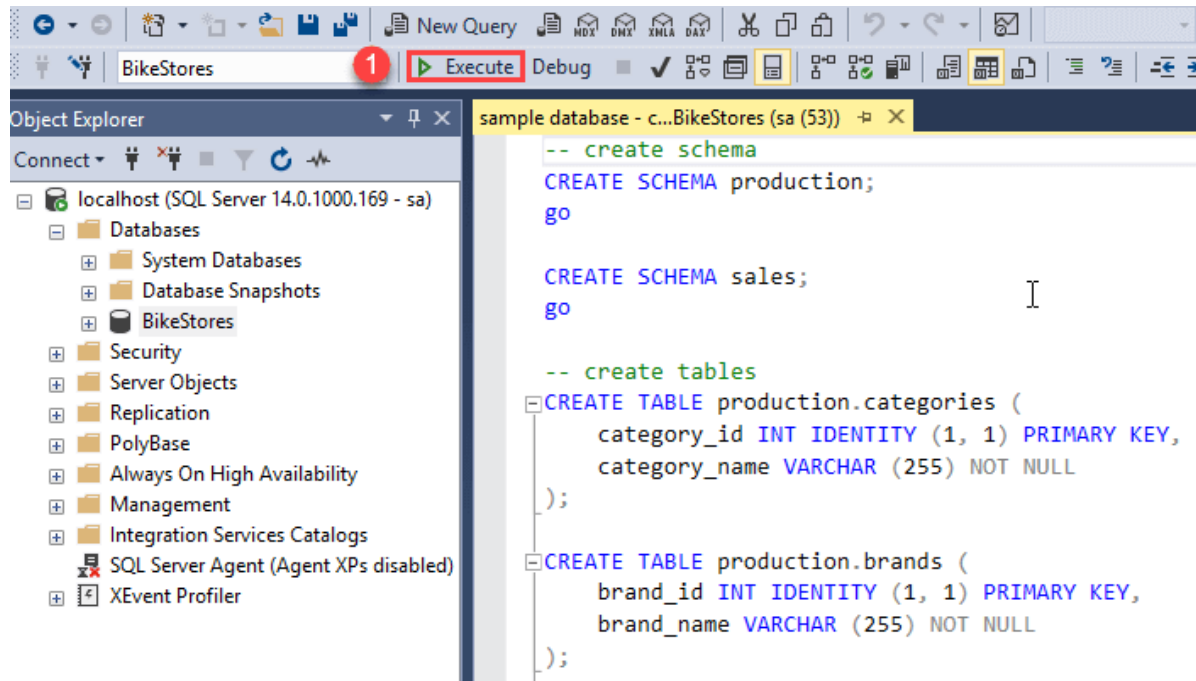 New Query
MDX
DMX
XMLA
DAX
BikeStores
1
Execute
Debug
Object Explorer
sample database - c...BikeStores (sa (53))
Connect
localhost (SQL Server 14.0.1000.169 - sa)
Databases
System Databases
Database Snapshots
BikeStores
Security
Server Objects
Replication
PolyBase
Always On High Availability
Management
Integration Services Catalogs
SQL Server Agent (Agent XPs disabled)
XEvent Profiler
-- create schema
CREATE SCHEMA production;
go
CREATE SCHEMA sales;
go
-- create tables
CREATE TABLE production.categories (
category_id INT IDENTITY (1, 1) PRIMARY KEY,
category_name VARCHAR (255) NOT NULL
);
CREATE TABLE production.brands (
brand_id INT IDENTITY (1, 1) PRIMARY KEY,
brand_name VARCHAR (255) NOT NULL
);